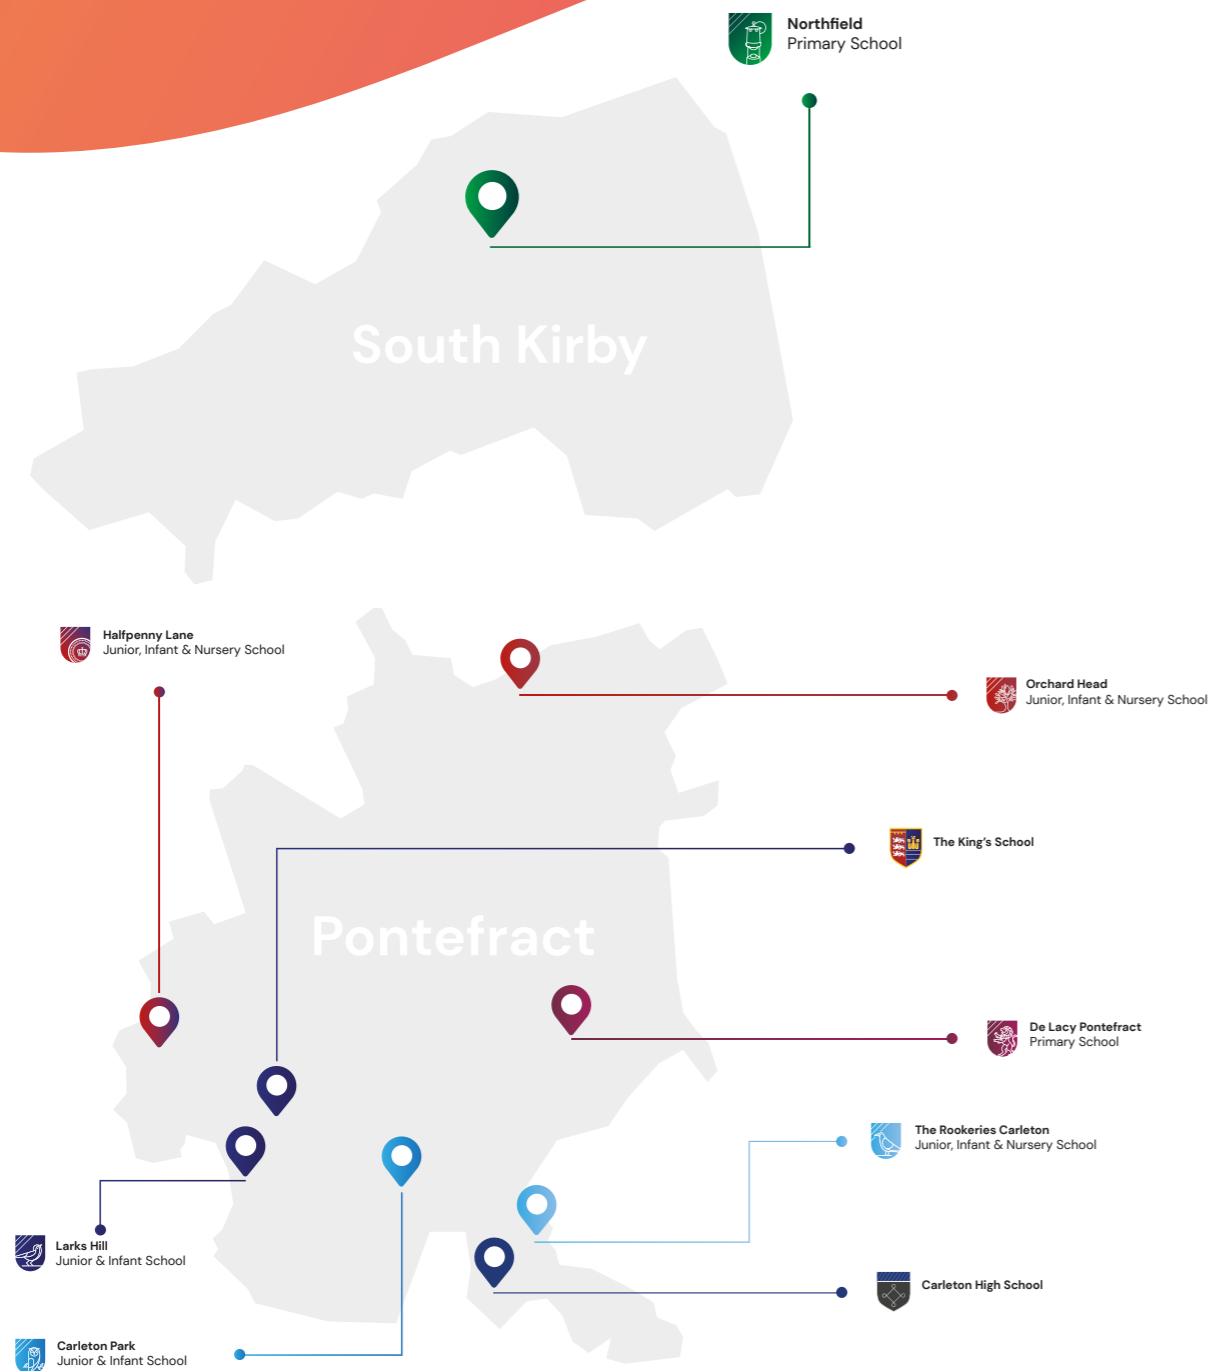 Northfield
Primary School
South Kirby
Halfpenny Lane
Junior, Infant & Nursery School
Orchard Head
Junior, Infant & Nursery School
The King's School
Pontefract
De Lacy Pontefract
Primary School
The Rookeries Carleton
Junior, Infant & Nursery School
Larks Hill
Junior & Infant School
Carleton High School
Carleton Park
Junior & Infant School